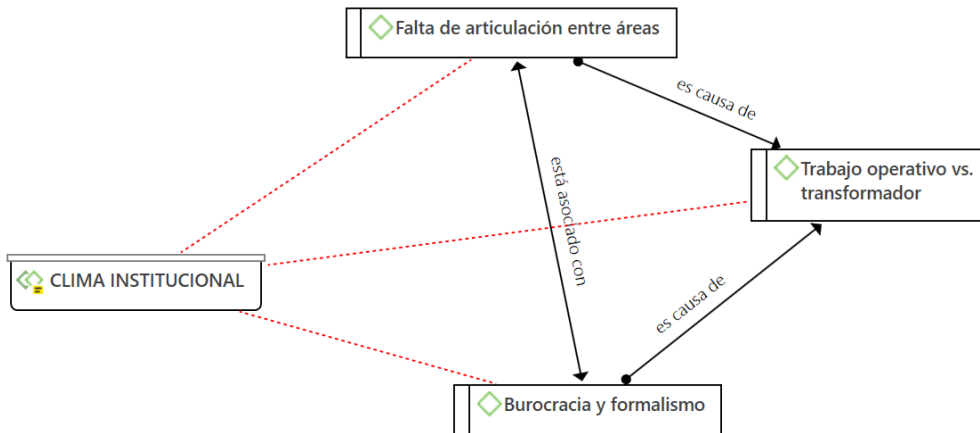 Falta de articulación entre áreas
es causa de
Trabajo operativo vs.
transformador
está asociado con
CLIMA INSTITUCIONAL
es causa de
Burocracia y formalismo